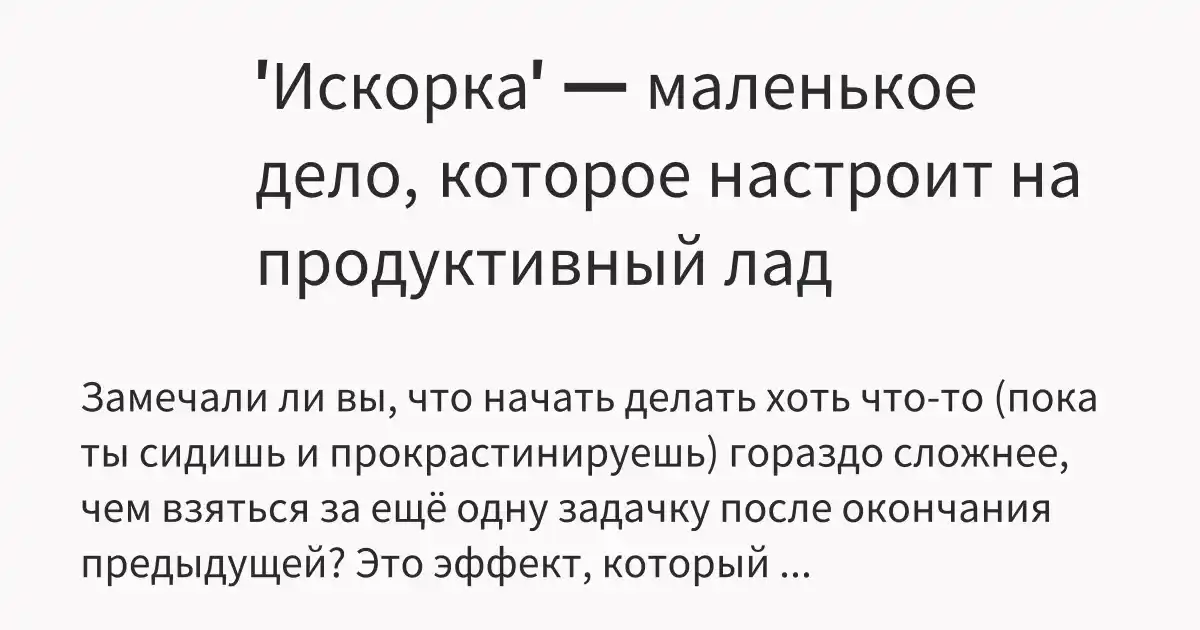 'Искорка' — маленькое
дело, которое настроит на
продуктивный лад
Замечали ли вы, что начать делать хоть что-то (пока
ты сидишь и прокрастинируешь) гораздо сложнее,
чем взяться за ещё одну задачку после окончания
предыдущей? Это эффект, который ...